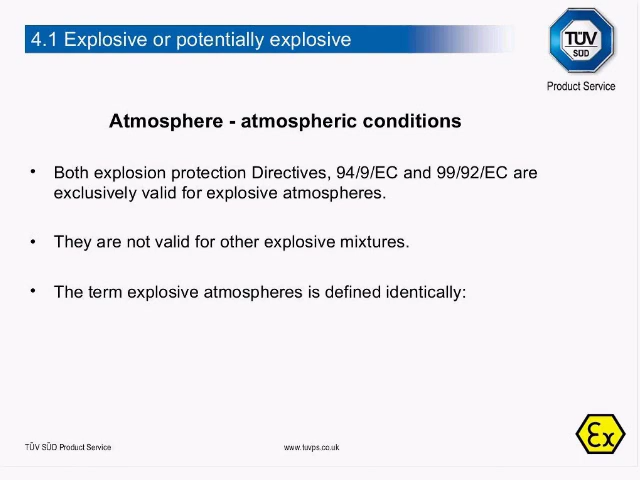 4.1 Explosive or potentially explosive
TÜV
SÜD
Product Service
Atmosphere - atmospheric conditions
• Both explosion protection Directives, 94/9/EC and 99/92/EC are
exclusively valid for explosive atmospheres.
• They are not valid for other explosive mixtures.
• The term explosive atmospheres is defined identically:
TÜV SÜD Product Service
www.tuvps.co.uk
Ex